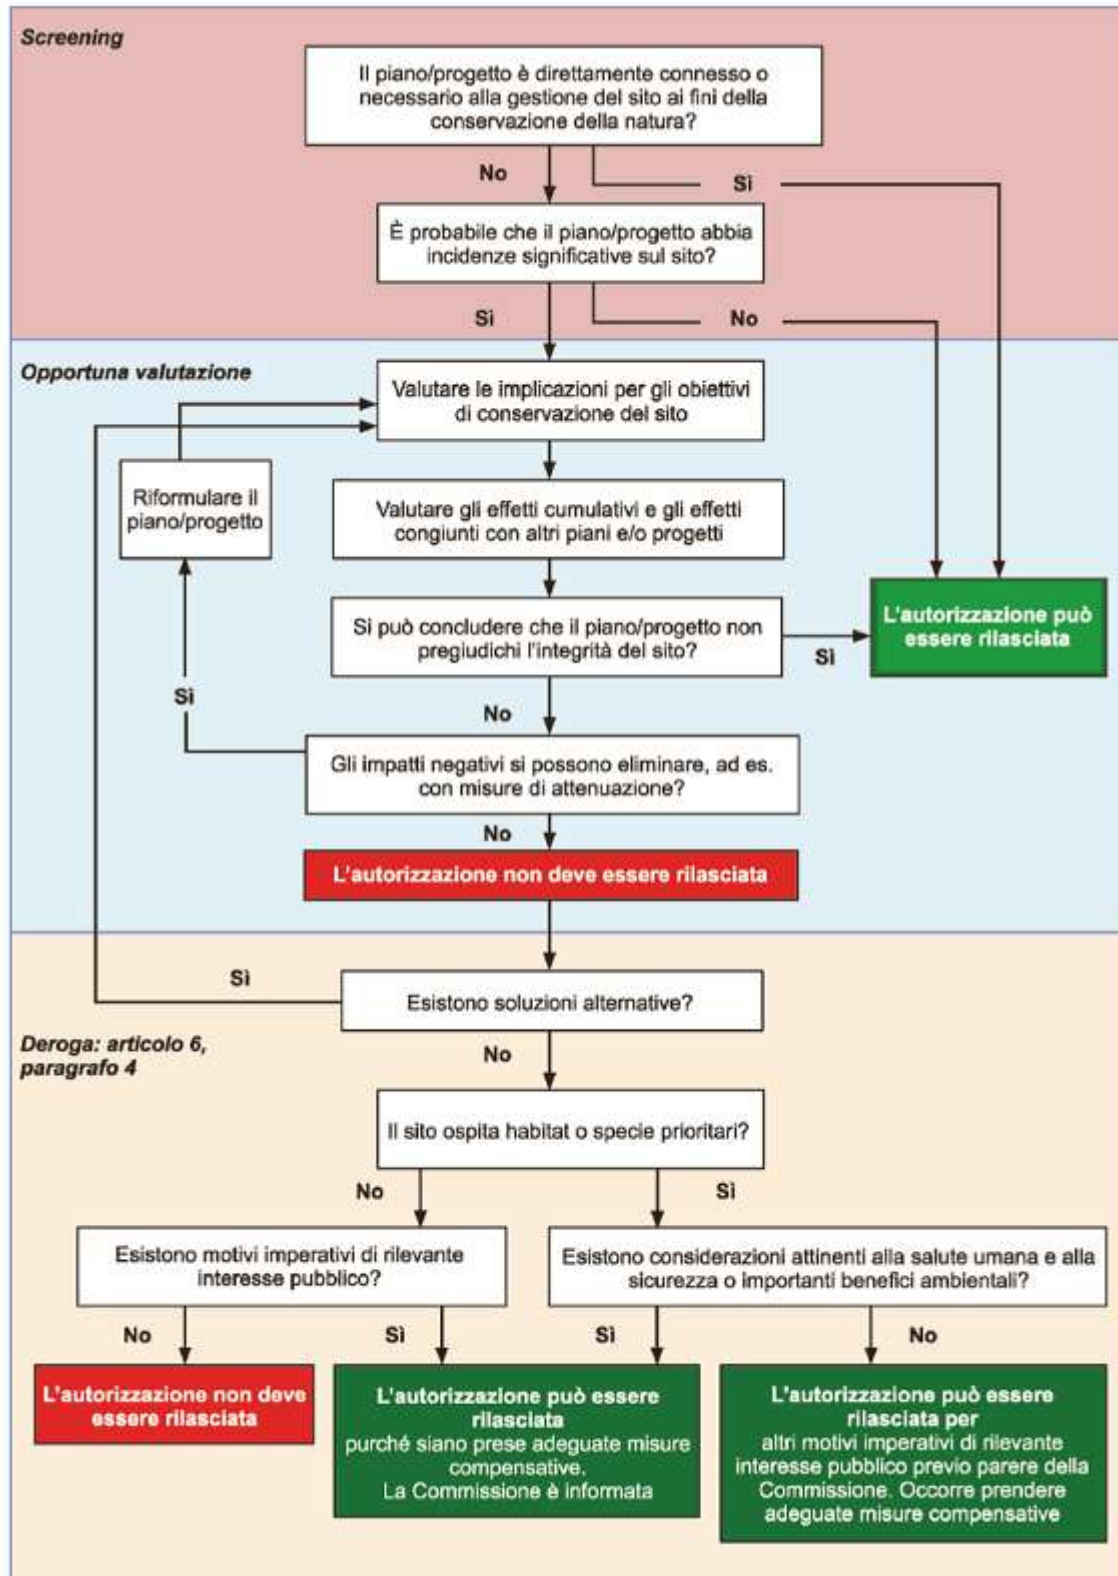 Screening
Il piano/progetto è direttamente connesso o
necessario alla gestione del sito ai fini della
conservazione della natura?
No
Sì
È probabile che il piano/progetto abbia
incidenze significative sul sito?
Sì
No
Opportuna valutazione
Valutare le implicazioni per gli obiettivi
di conservazione del sito
Riformulare il
piano/progetto
Valutare gli effetti cumulativi e gli effetti
congiunti con altri piani e/o progetti
Si può concludere che il piano/progetto non
pregiudichi l'integrità del sito?
Sì
L'autorizzazione può
essere rilasciata
Sì
No
Gli impatti negativi si possono eliminare, ad es.
con misure di attenuazione?
No
L'autorizzazione non deve essere rilasciata
Sì
Esistono soluzioni alternative?
Deroga: articolo 6,
paragrafo 4
No
Il sito ospita habitat o specie prioritari?
No
Sì
Esistono motivi imperativi di rilevante
interesse pubblico?
Esistono considerazioni attinenti alla salute umana e alla
sicurezza o importanti benefici ambientali?
No
Sì
Sì
No
L'autorizzazione non deve
essere rilasciata
L'autorizzazione può essere
rilasciata
purché siano prese adeguate misure
compensative.
La Commissione è informata
L'autorizzazione può essere
rilasciata per
altri motivi imperativi di rilevante
interesse pubblico previo parere della
Commissione. Occorre prendere
adeguate misure compensative